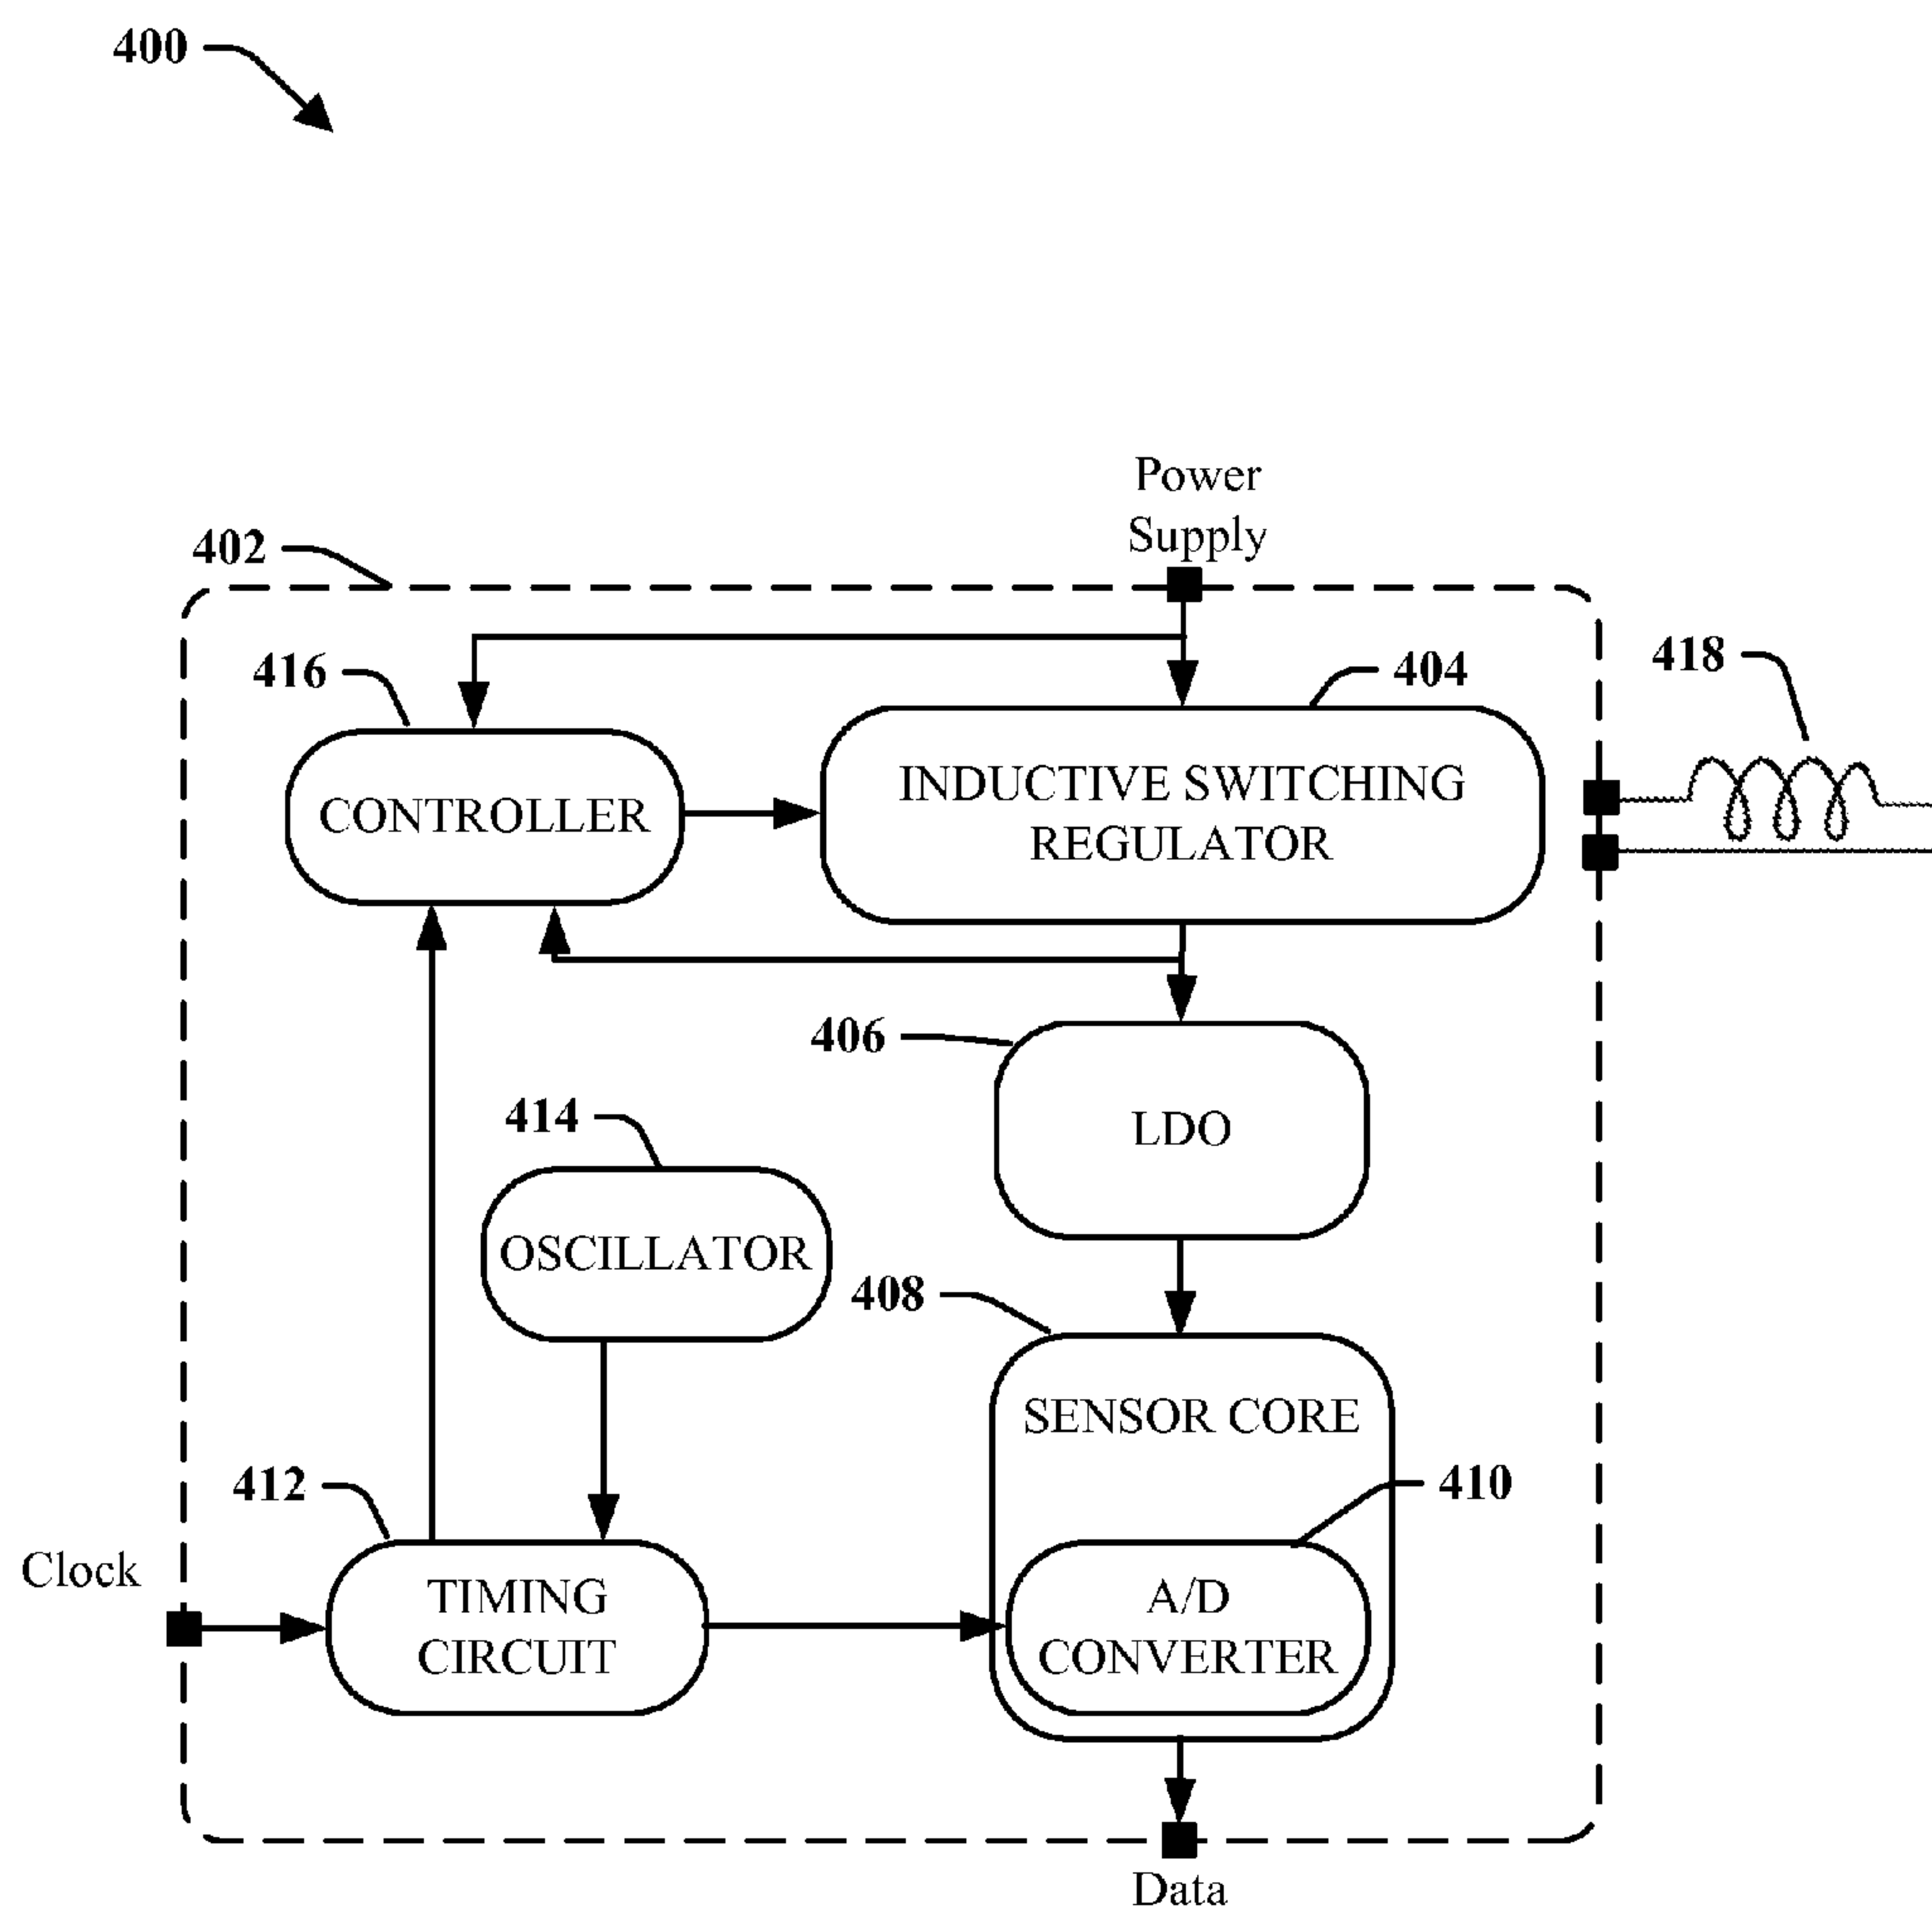 400
Power
Supply
402
416
404
418
CONTROLLER
INDUCTIVE SWITCHING
REGULATOR
406
LDO
414
OSCILLATOR
408
SENSOR CORE
412
410
Clock
TIMING
CIRCUIT
A/D
CONVERTER
Data